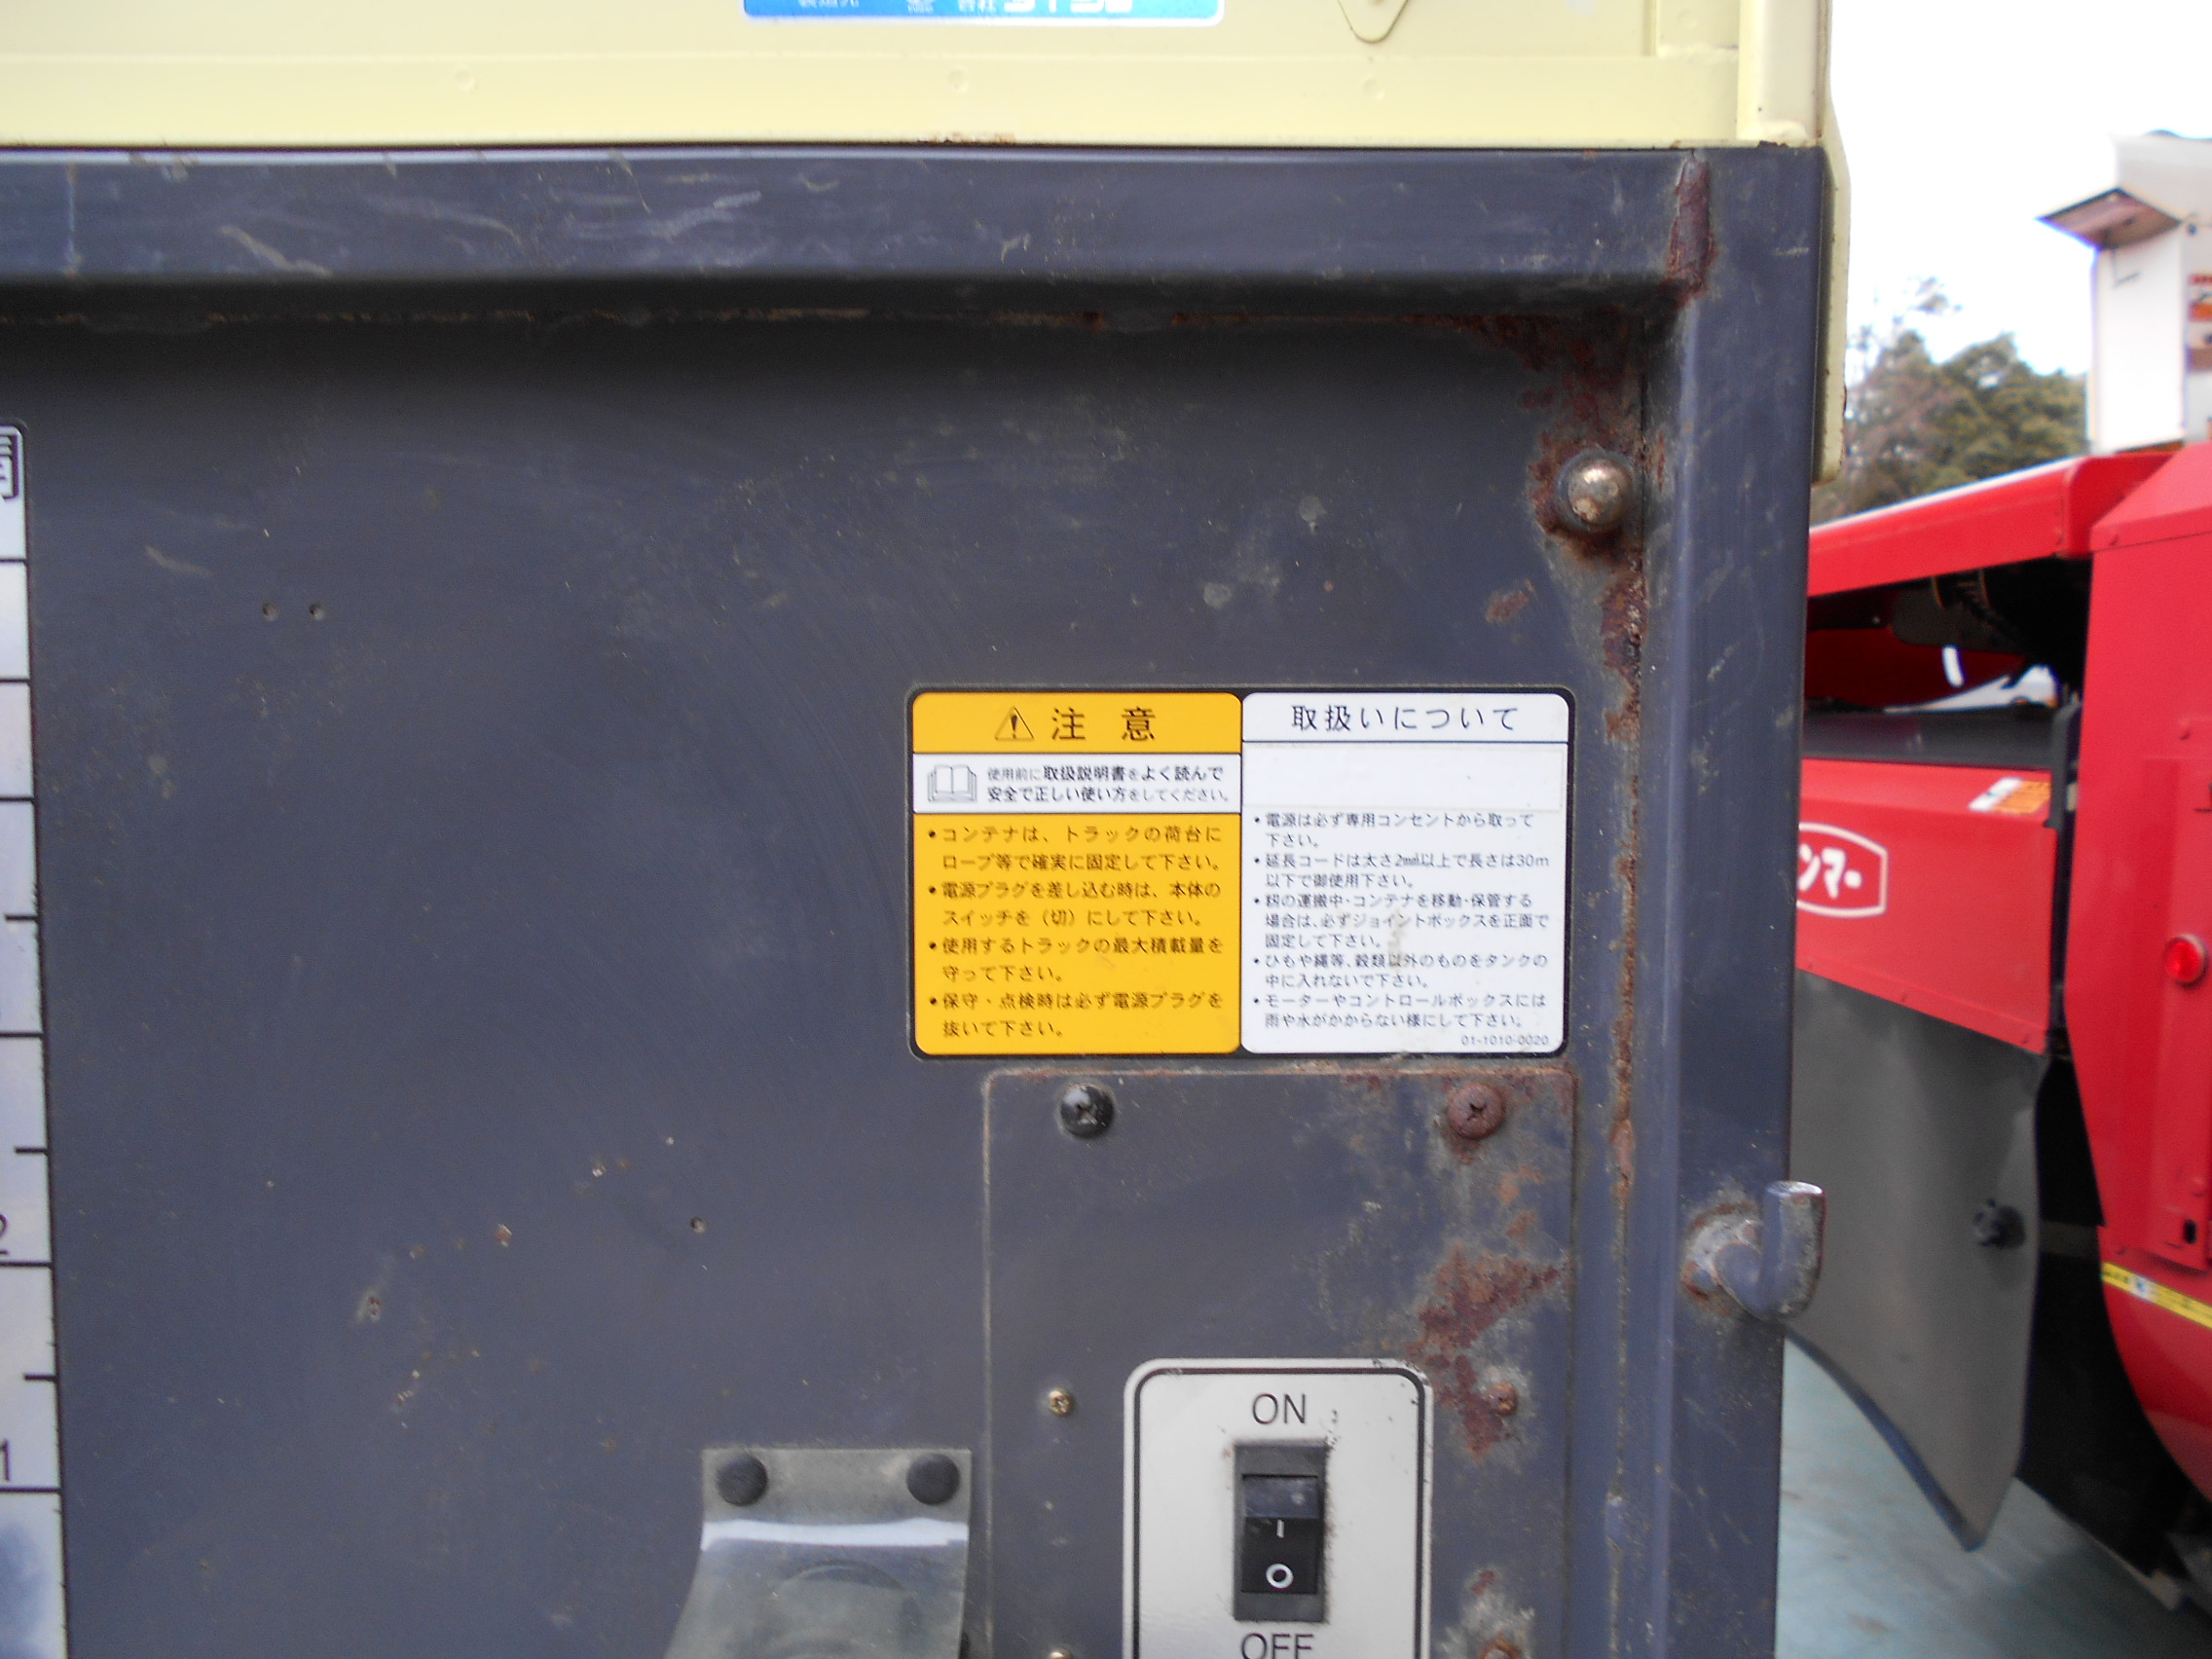 会社
注 意
使用前に取扱説明書をよく読んで
安全で正しい使い方をしてください。
•コンテナは、トラックの荷台に
ロープ等で確実に固定して下さい。
•電源プラグを差し込む時は、本体の
スイッチを（切）にして下さい。
•使用するトラックの最大積載量を
守って下さい。
•保守・点検時は必ず電源プラグを
抜いて下さい。
取扱いについて
•電源は必ず専用コンセントから取って
下さい。
•延長コードは太さ2㎟以上で長さは30m
以下で御使用下さい。
•籾の運搬中・コンテナを移動・保管する
場合は、必ずジョイントボックスを正面で
固定して下さい。
•ひもや縄等、穀類以外のものをタンクの
中に入れないで下さい。
•モーターやコントロールボックスには
雨や水がかからない様にして下さい。
01-1010-0020
ンマー
2
1
ON
OFF